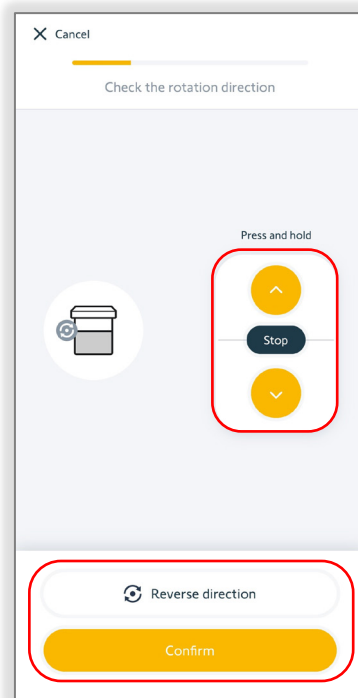 Cancel
Check the rotation direction
Press and hold
Stop
Reverse direction
Confirm